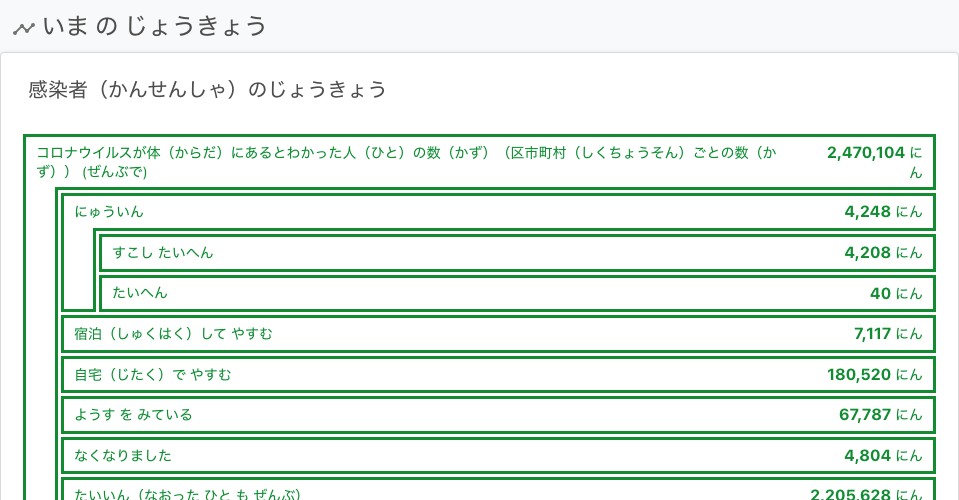 いま の じょうきょう
感染者（かんせんしゃ）のじょうきょう
コロナウイルスが体（からだ）にあるとわかった人（ひと）の数（かず）（区市町村（しくちょうそん）ごとの数（か
ず）） (ぜんぶで)
2,470,104 に
ん
にゅういん 4,248 にん
すこし たいへん 4,208 にん
たいへん 40 にん
宿泊（しゅくはく）して やすむ 7,117 にん
自宅（じたく）で やすむ 180,520 にん
ようす を みている 67,787 にん
なくなりました 4,804 にん
たいいん（なおった ひと も ぜんぶ） 2,205,628 にん